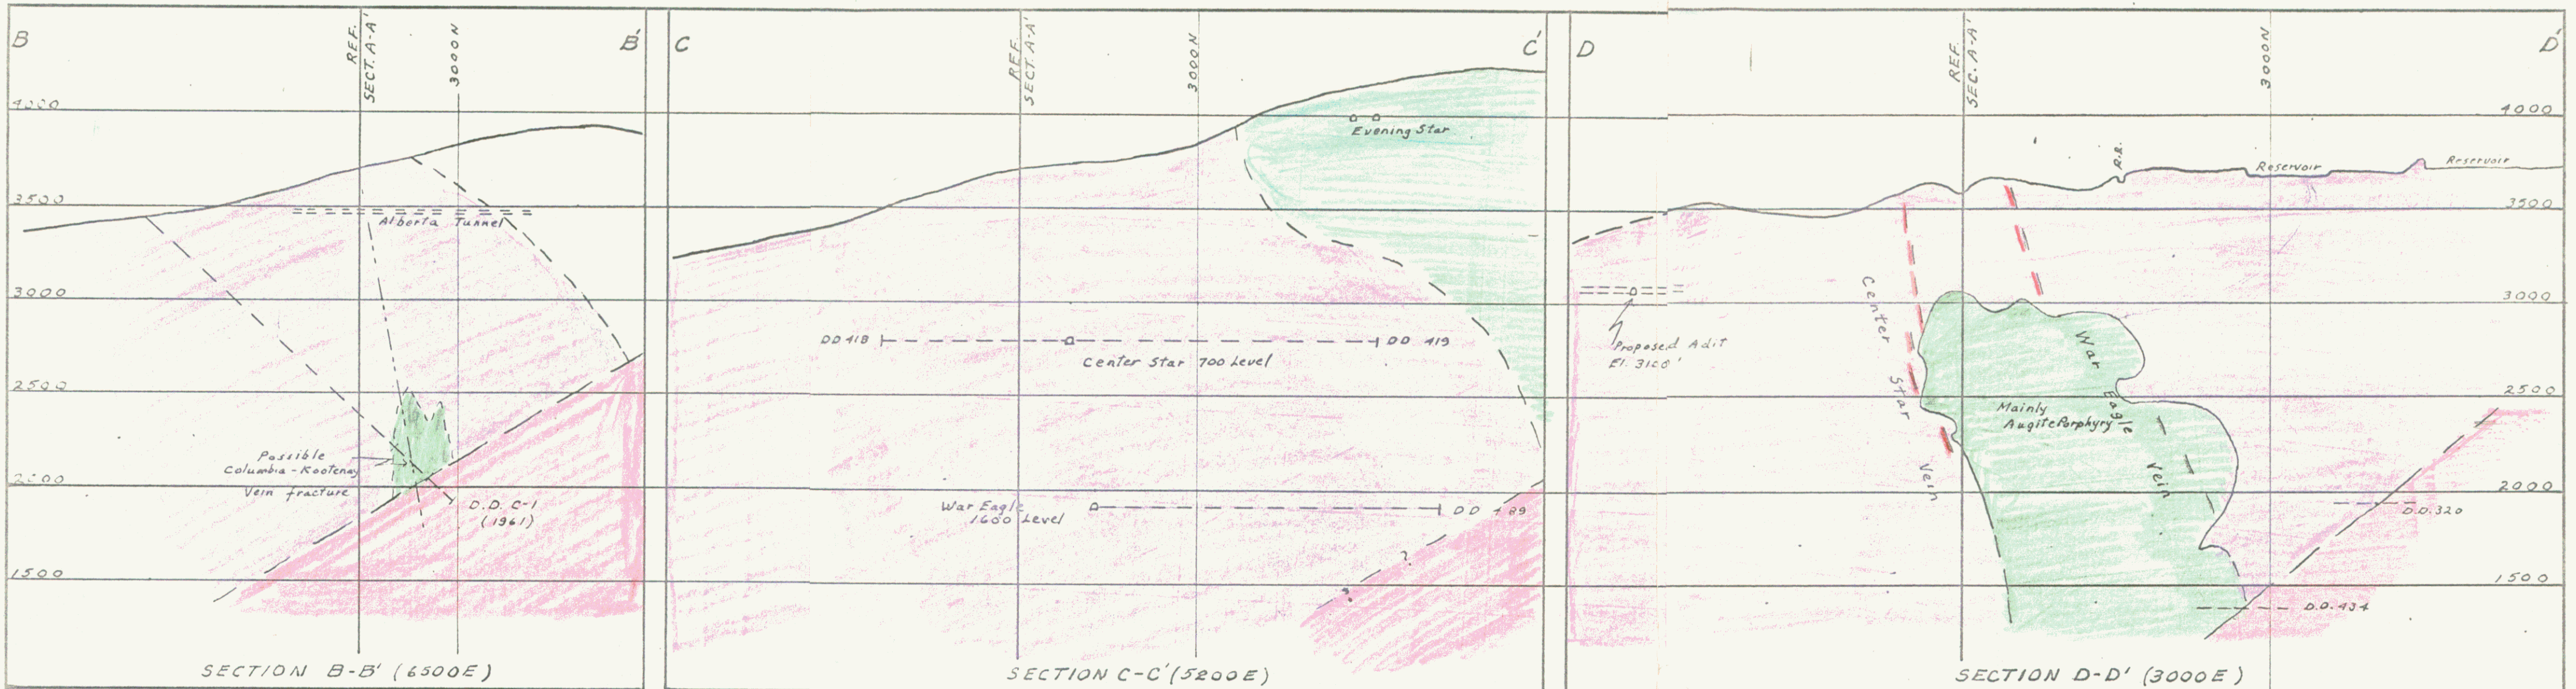 B
REF.
SECT. A-A'
3000N
B'
4000
3500
Alberta Tunnel
3000
2500
Possible
Columbia-Kootenay
Vein fracture
2000
D.D. C-1
(1961)
1500
SECTION B-B' (6500E)
C
REF.
SECT. A-A'
3000N
C'
Evening Star
DD 418
DD 419
Center Star 700 Level
War Eagle
1600 Level
DD 489
?
?
SECTION C-C' (5200E)
D
REF.
SEC. A-A'
3000N
D'
4000
R.R.
Reservoir
Reservoir
3500
Proposed Adit
El. 3100'
3000
Center Star Vein
War Eagle Vein
2500
Mainly
Augite Porphyry
2000
D.D. 320
1500
D.D. 434
SECTION D-D' (3000E)